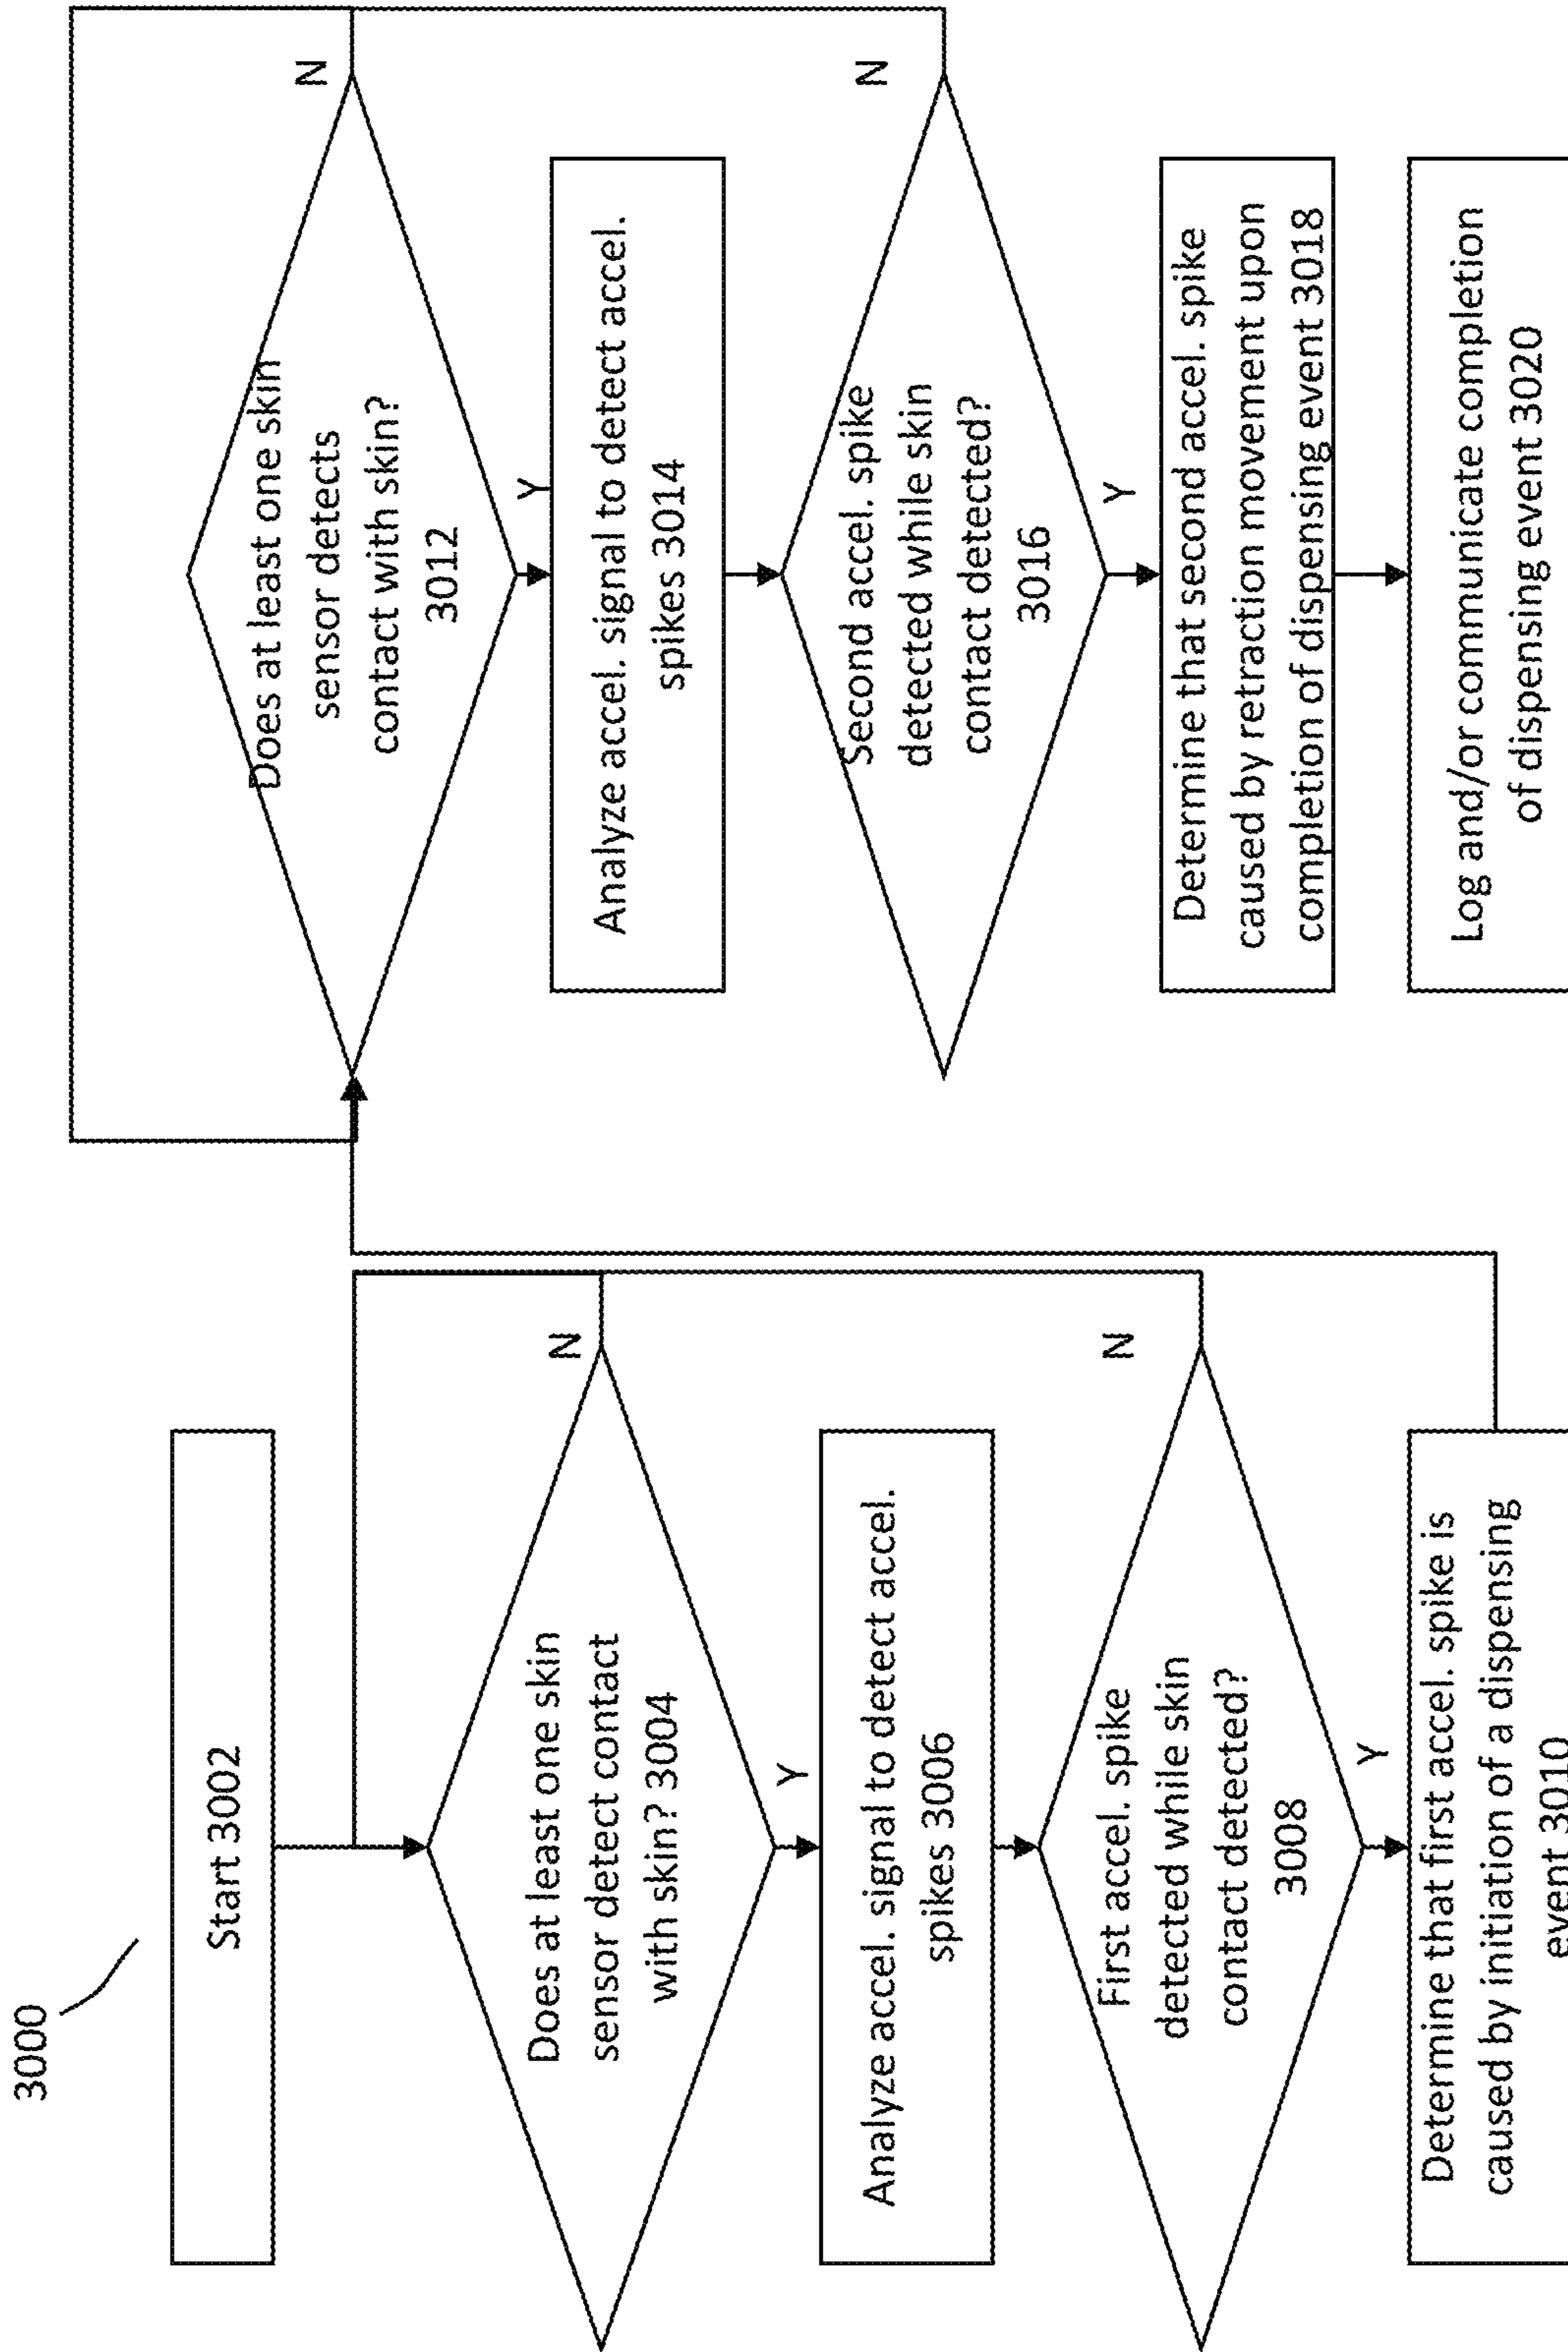 3000
Start 3002
Does at least one skin
sensor detect contact
with skin? 3004
N
Y
Analyze accel. signal to detect accel.
spikes 3006
First accel. spike
detected while skin
contact detected?
3008
N
Y
Determine that first accel. spike is
caused by initiation of a dispensing
event 3010
Does at least one skin
sensor detects
contact with skin?
3012
N
Y
Analyze accel. signal to detect accel.
spikes 3014
Second accel. spike
detected while skin
contact detected?
3016
N
Y
Determine that second accel. spike
caused by retraction movement upon
completion of dispensing event 3018
Log and/or communicate completion
of dispensing event 3020